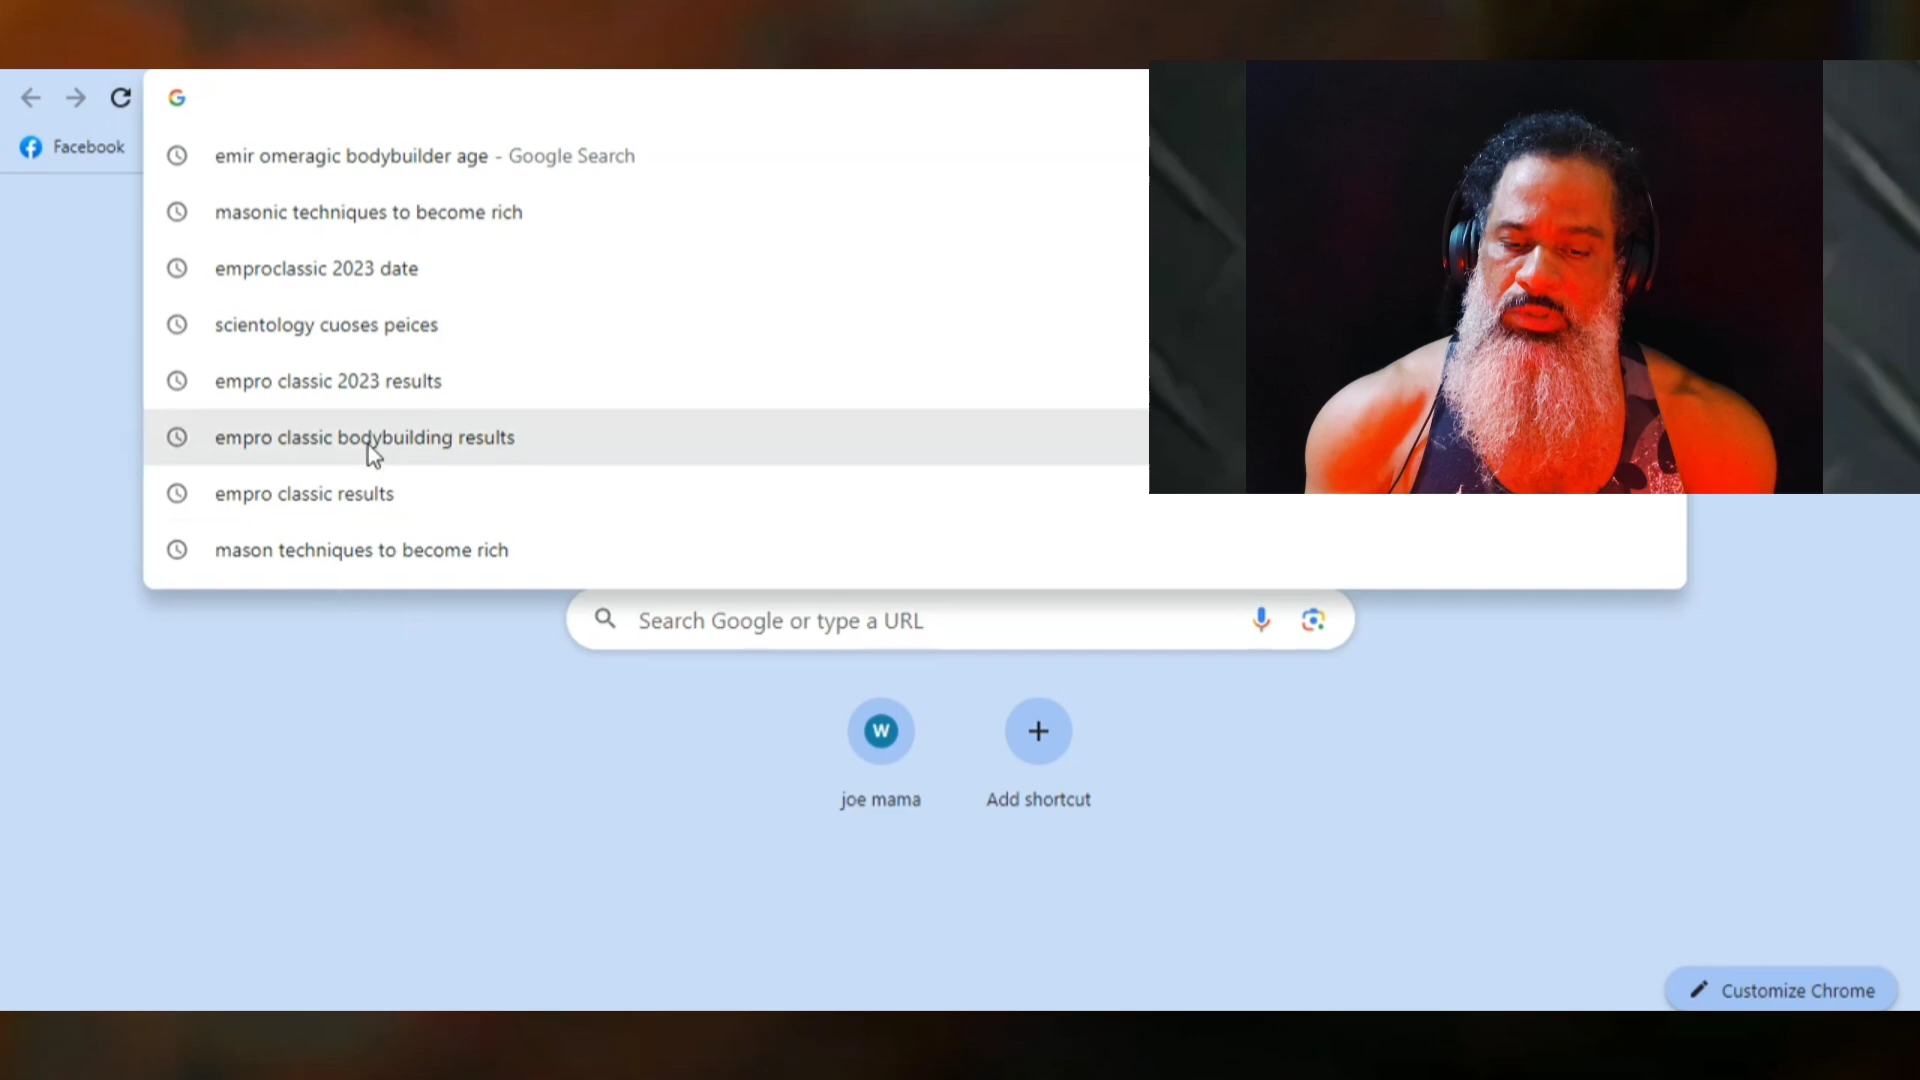 Facebook
emir omeragic bodybuilder age - Google Search
masonic techniques to become rich
emproclassic 2023 date
scientology cuoses peices
empro classic 2023 results
empro classic bodybuilding results
empro classic results
mason techniques to become rich
Search Google or type a URL
W
joe mama
Add shortcut
Customize Chrome